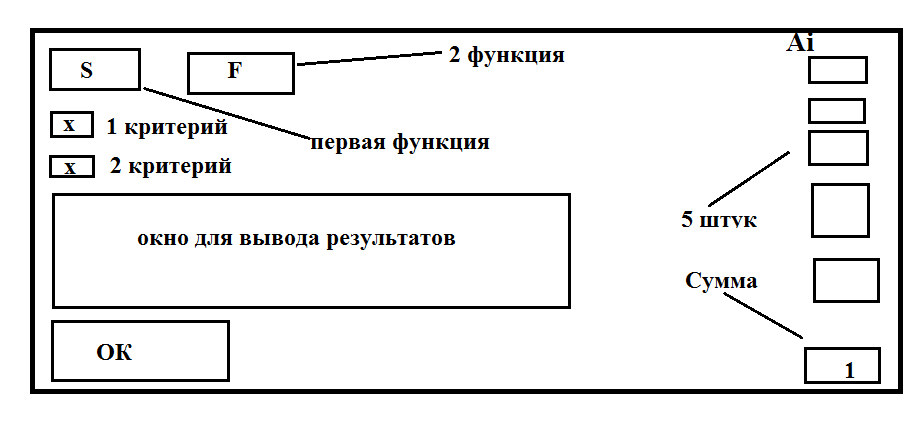 Ai
S
F
2 функция
x 1 критерий
первая функция
x 2 критерий
5 штук
окно для вывода результатов
Сумма
ОК
1